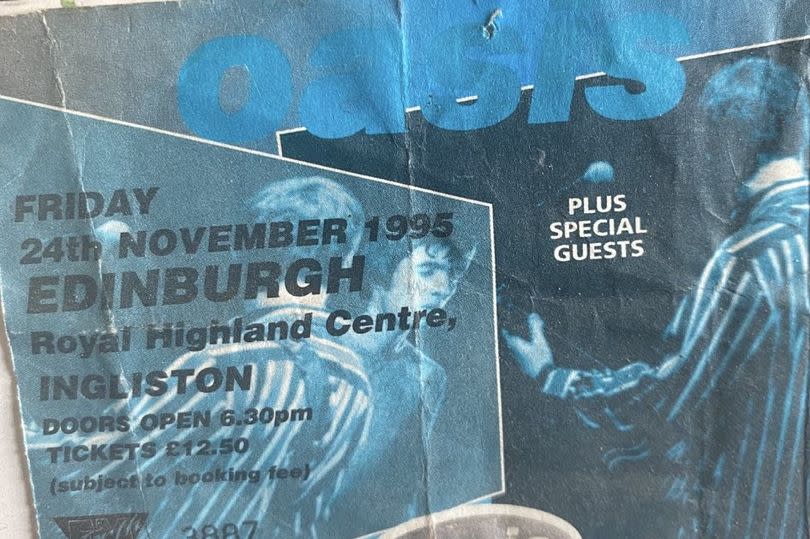 oasis
FRIDAY
24th NOVEMBER 1995
EDINBURGH
Royal Highland Centre,
INGLISTON
DOORS OPEN 6.30pm
TICKETS £12.50
(subject to booking fee)
PLUS
SPECIAL
GUESTS